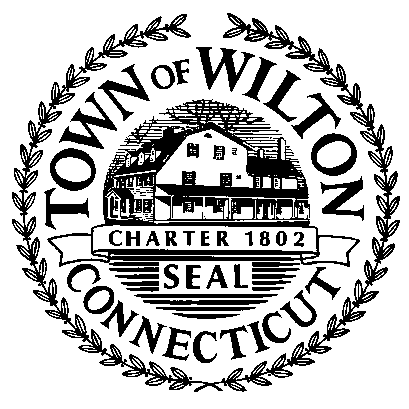 TOWN OF WILTON
CHARTER 1802
SEAL
CONNECTICUT